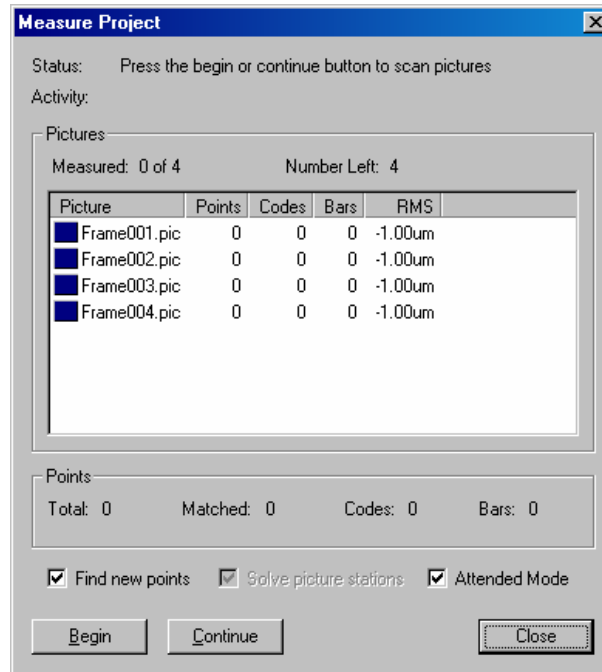 Measure Project
Status: Press the begin or continue button to scan pictures
Activity:
Pictures
Measured: 0 of 4 Number Left: 4
Picture Points Codes Bars RMS
Frame001.pic 0 0 0 -1.00um
Frame002.pic 0 0 0 -1.00um
Frame003.pic 0 0 0 -1.00um
Frame004.pic 0 0 0 -1.00um
Points
Total: 0 Matched: 0 Codes: 0 Bars: 0
Find new points Solve picture stations Attended Mode
Begin Continue Close